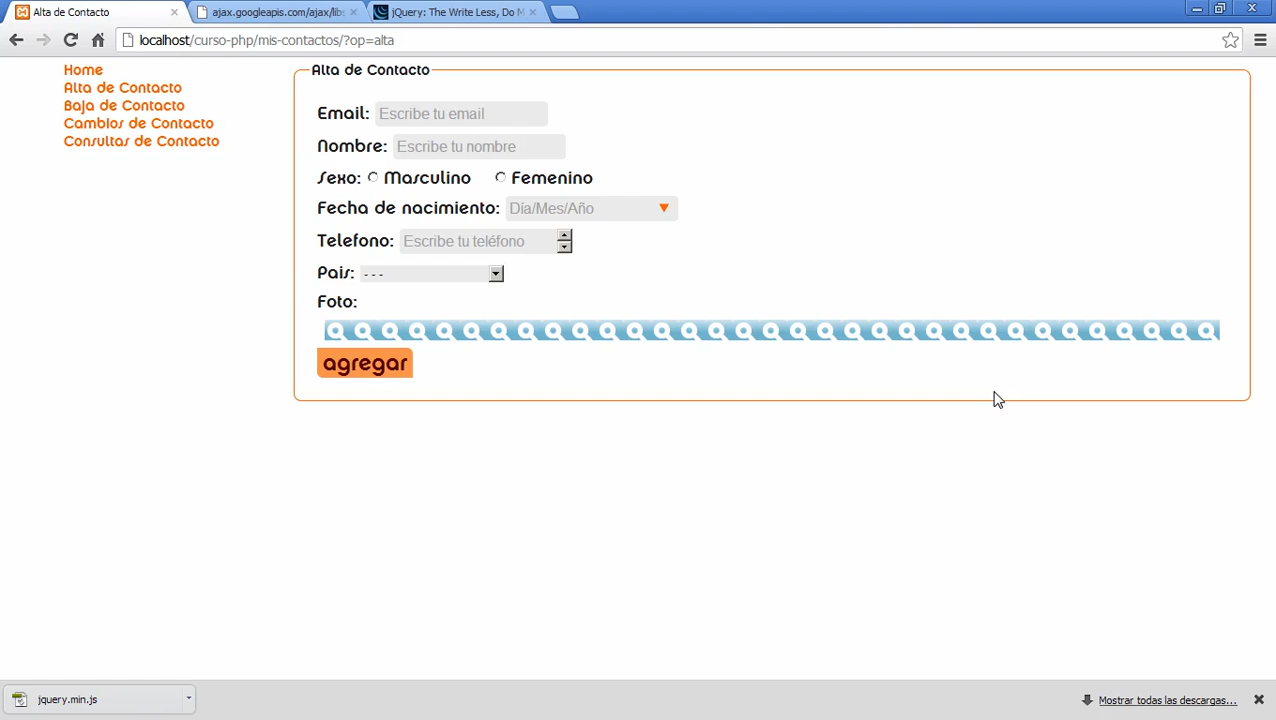 Alta de Contacto
ajax.googleapis.com/ajax/libs
jQuery: The Write Less, Do M
localhost/curso-php/mis-contactos/?op=alta
Home
Alta de Contacto
Baja de Contacto
Cambios de Contacto
Consultas de Contacto
Alta de Contacto
Email: Escribe tu email
Nombre: Escribe tu nombre
Sexo: Masculino Femenino
Fecha de nacimiento: Día/Mes/Año
Telefono: Escribe tu teléfono
Pais: - - -
Foto:
agregar
jquery.min.js
Mostrar todas las descargas...